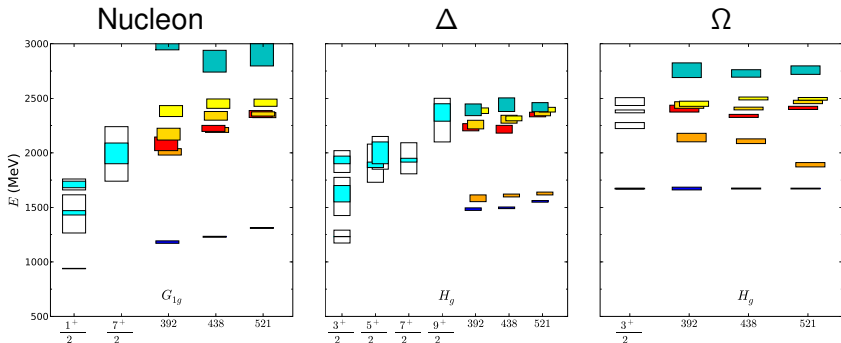 Nucleon Δ Ω
3000
2500
2000
1500
1000
500
E (MeV)
G1g
Hg
Hg
1+/2 7+/2 392 438 521
3+/2 5+/2 7+/2 9+/2 392 438 521
3+/2 392 438 521